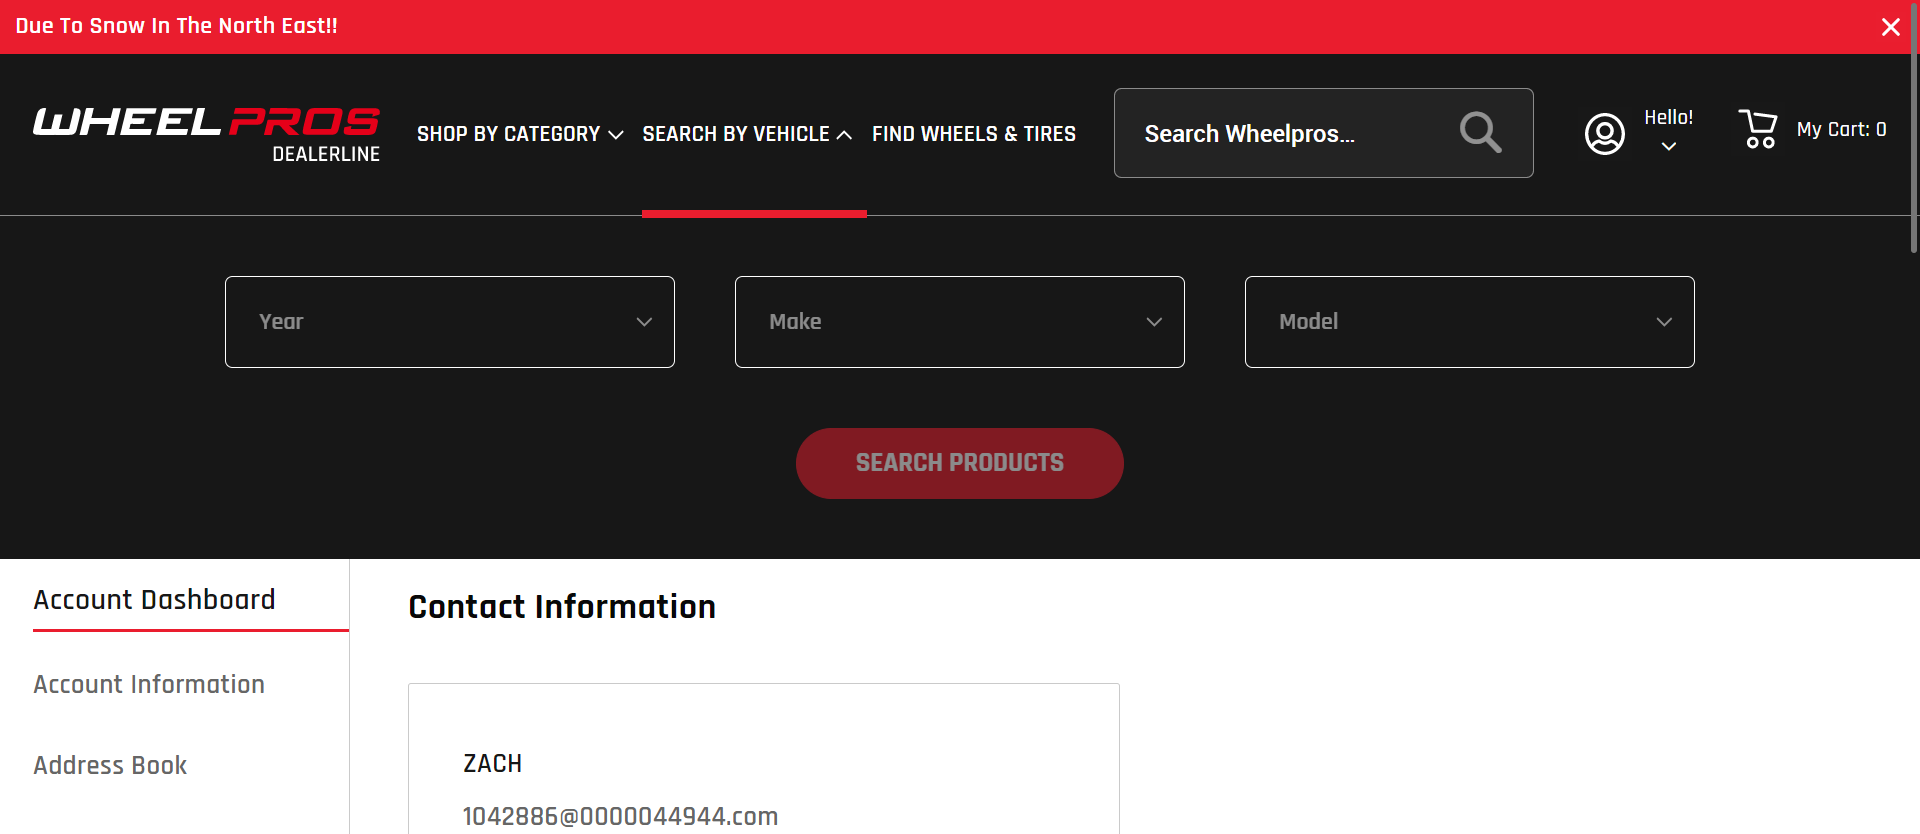 Due To Snow In The North East!!
WHEEL PROS
DEALERLINE
SHOP BY CATEGORY
SEARCH BY VEHICLE
FIND WHEELS & TIRES
Search Wheelpros...
Hello!
My Cart: 0
Year
Make
Model
SEARCH PRODUCTS
Account Dashboard
Account Information
Address Book
Contact Information
ZACH
1042886@0000044944.com